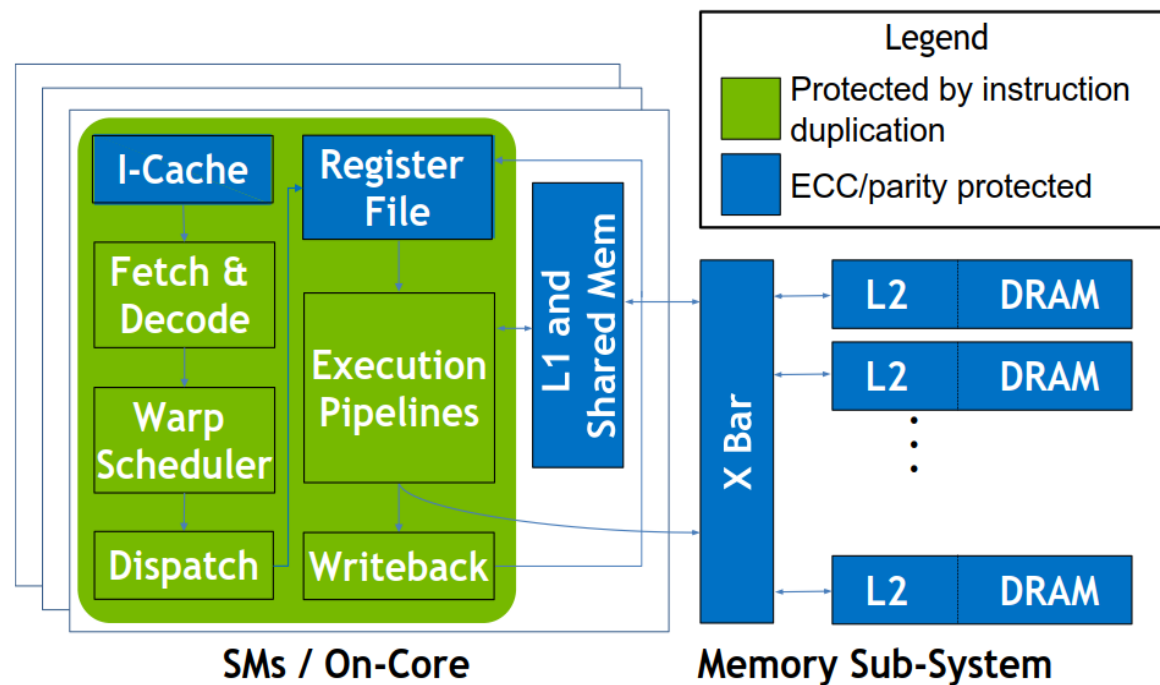 Legend
Protected by instruction
duplication
ECC/parity protected
I-Cache
Fetch &
Decode
Warp
Scheduler
Dispatch
Register
File
Execution
Pipelines
Writeback
L1 and
Shared Mem
X Bar
L2 DRAM
L2 DRAM
L2 DRAM
SMs / On-Core
Memory Sub-System